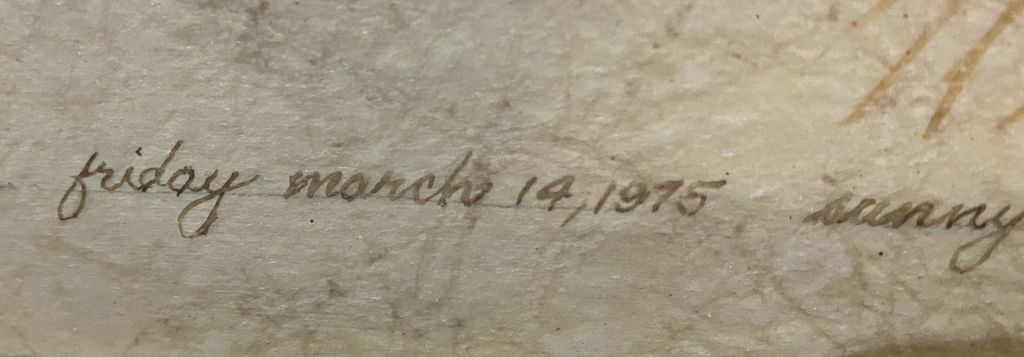 friday march 14, 1975 sunny